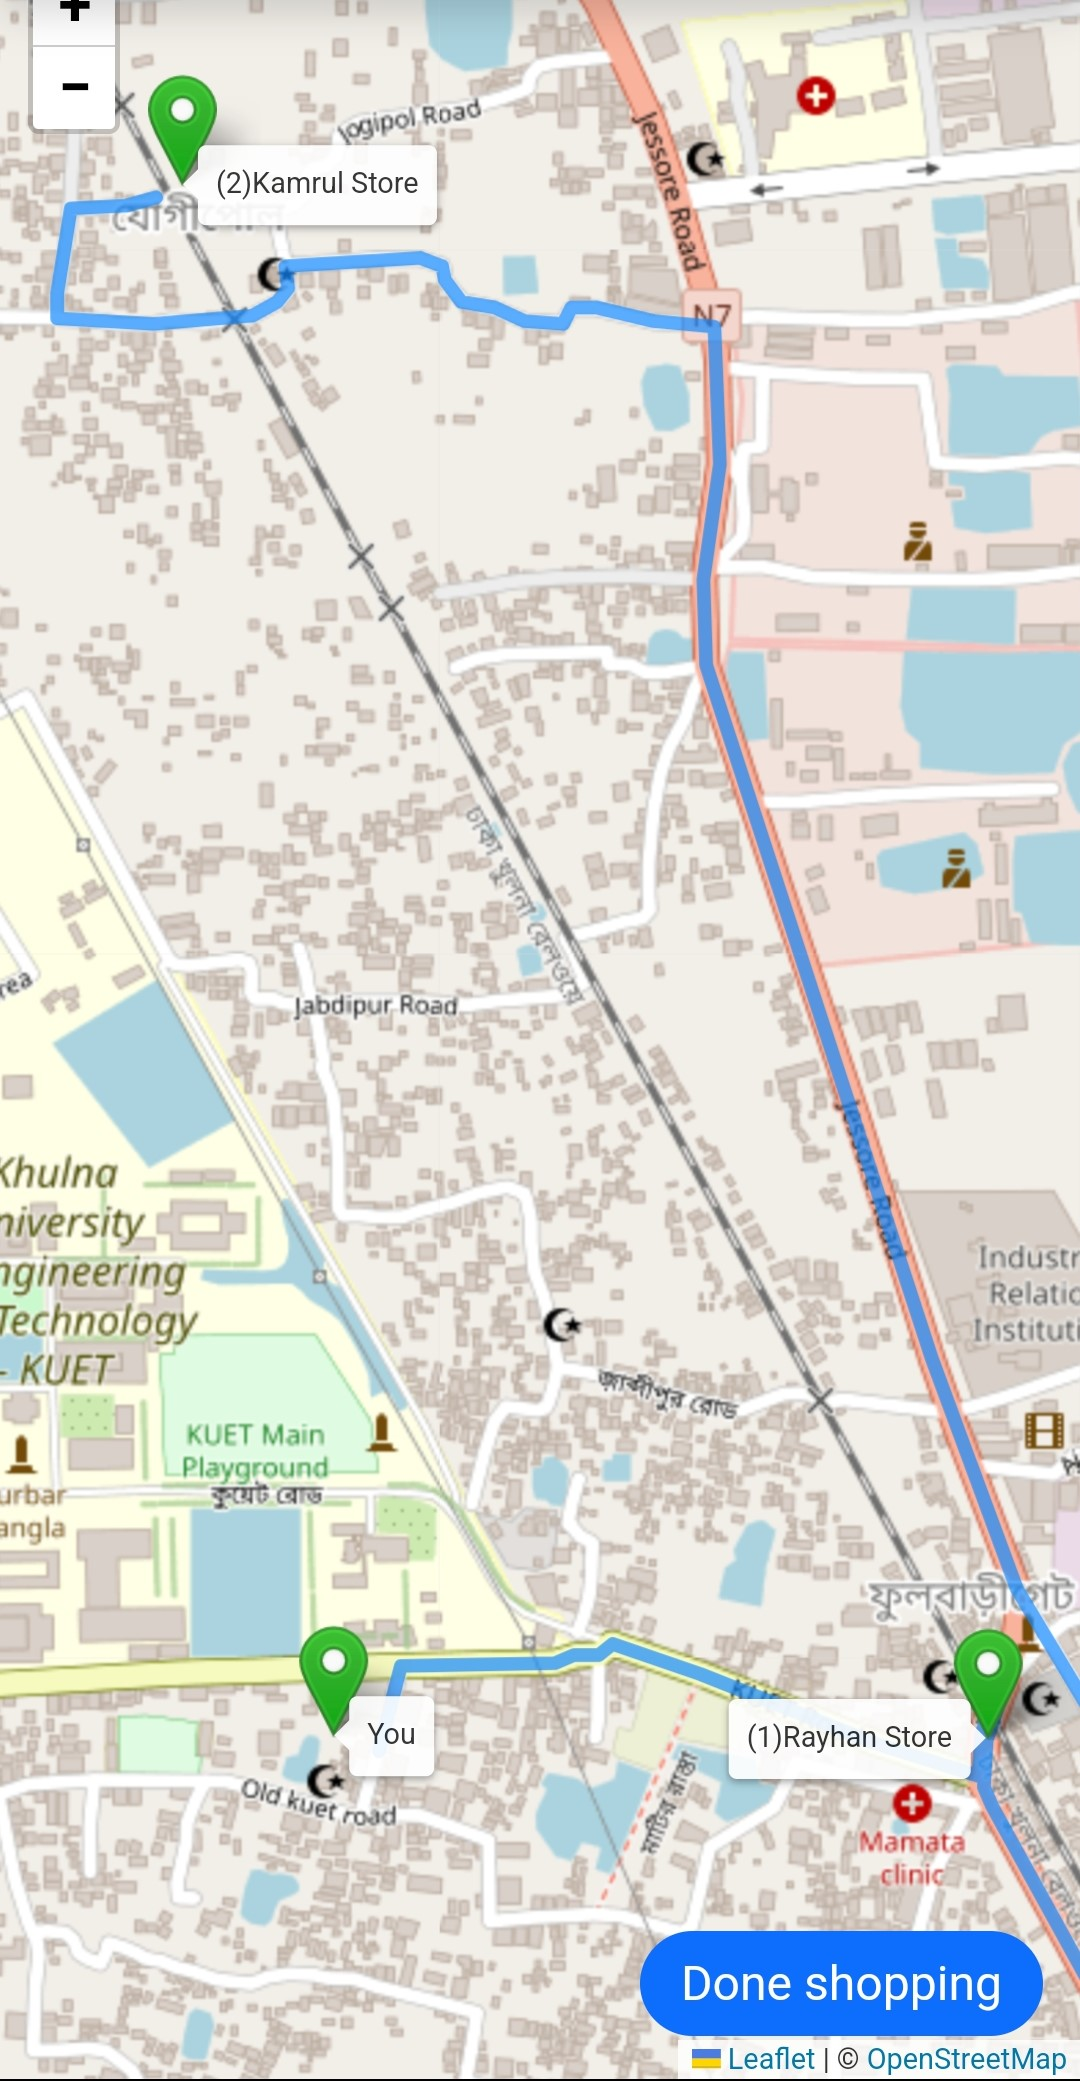 +
−
Jogipol Road
Jessore Road
(2)Kamrul Store
যোগীপোল
N7
ঢাকা খুলনা রেলওয়ে
rea
Jabdipur Road
Jessore Road
Khulna
niversity
ngineering
Technology
- KUET
Industr
Relatio
Instituti
জাব্দীপুর রোড
KUET Main
Playground
কুয়েট রোড
urbar
angla
ফুলবাড়ীগেট
You
KUE
(1)Rayhan Store
Old kuet road
মাটির রাস্তা
Mamata
clinic
Done shopping
Leaflet | © OpenStreetMap